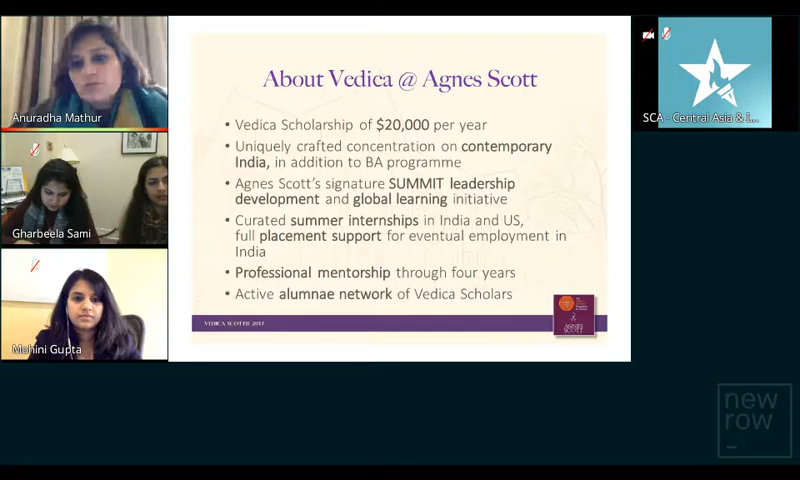 Anuradha Mathur
Gharbeela Sami
Mohini Gupta
About Vedica @ Agnes Scott
• Vedica Scholarship of $20,000 per year
• Uniquely crafted concentration on contemporary
India, in addition to BA programme
• Agnes Scott's signature SUMMIT leadership
development and global learning initiative
• Curated summer internships in India and US,
full placement support for eventual employment in
India
• Professional mentorship through four years
• Active alumnae network of Vedica Scholars
AGNES
SCOTT
VEDICA SCOTTIE 2017
SCA - Central Asia & I...
new
row